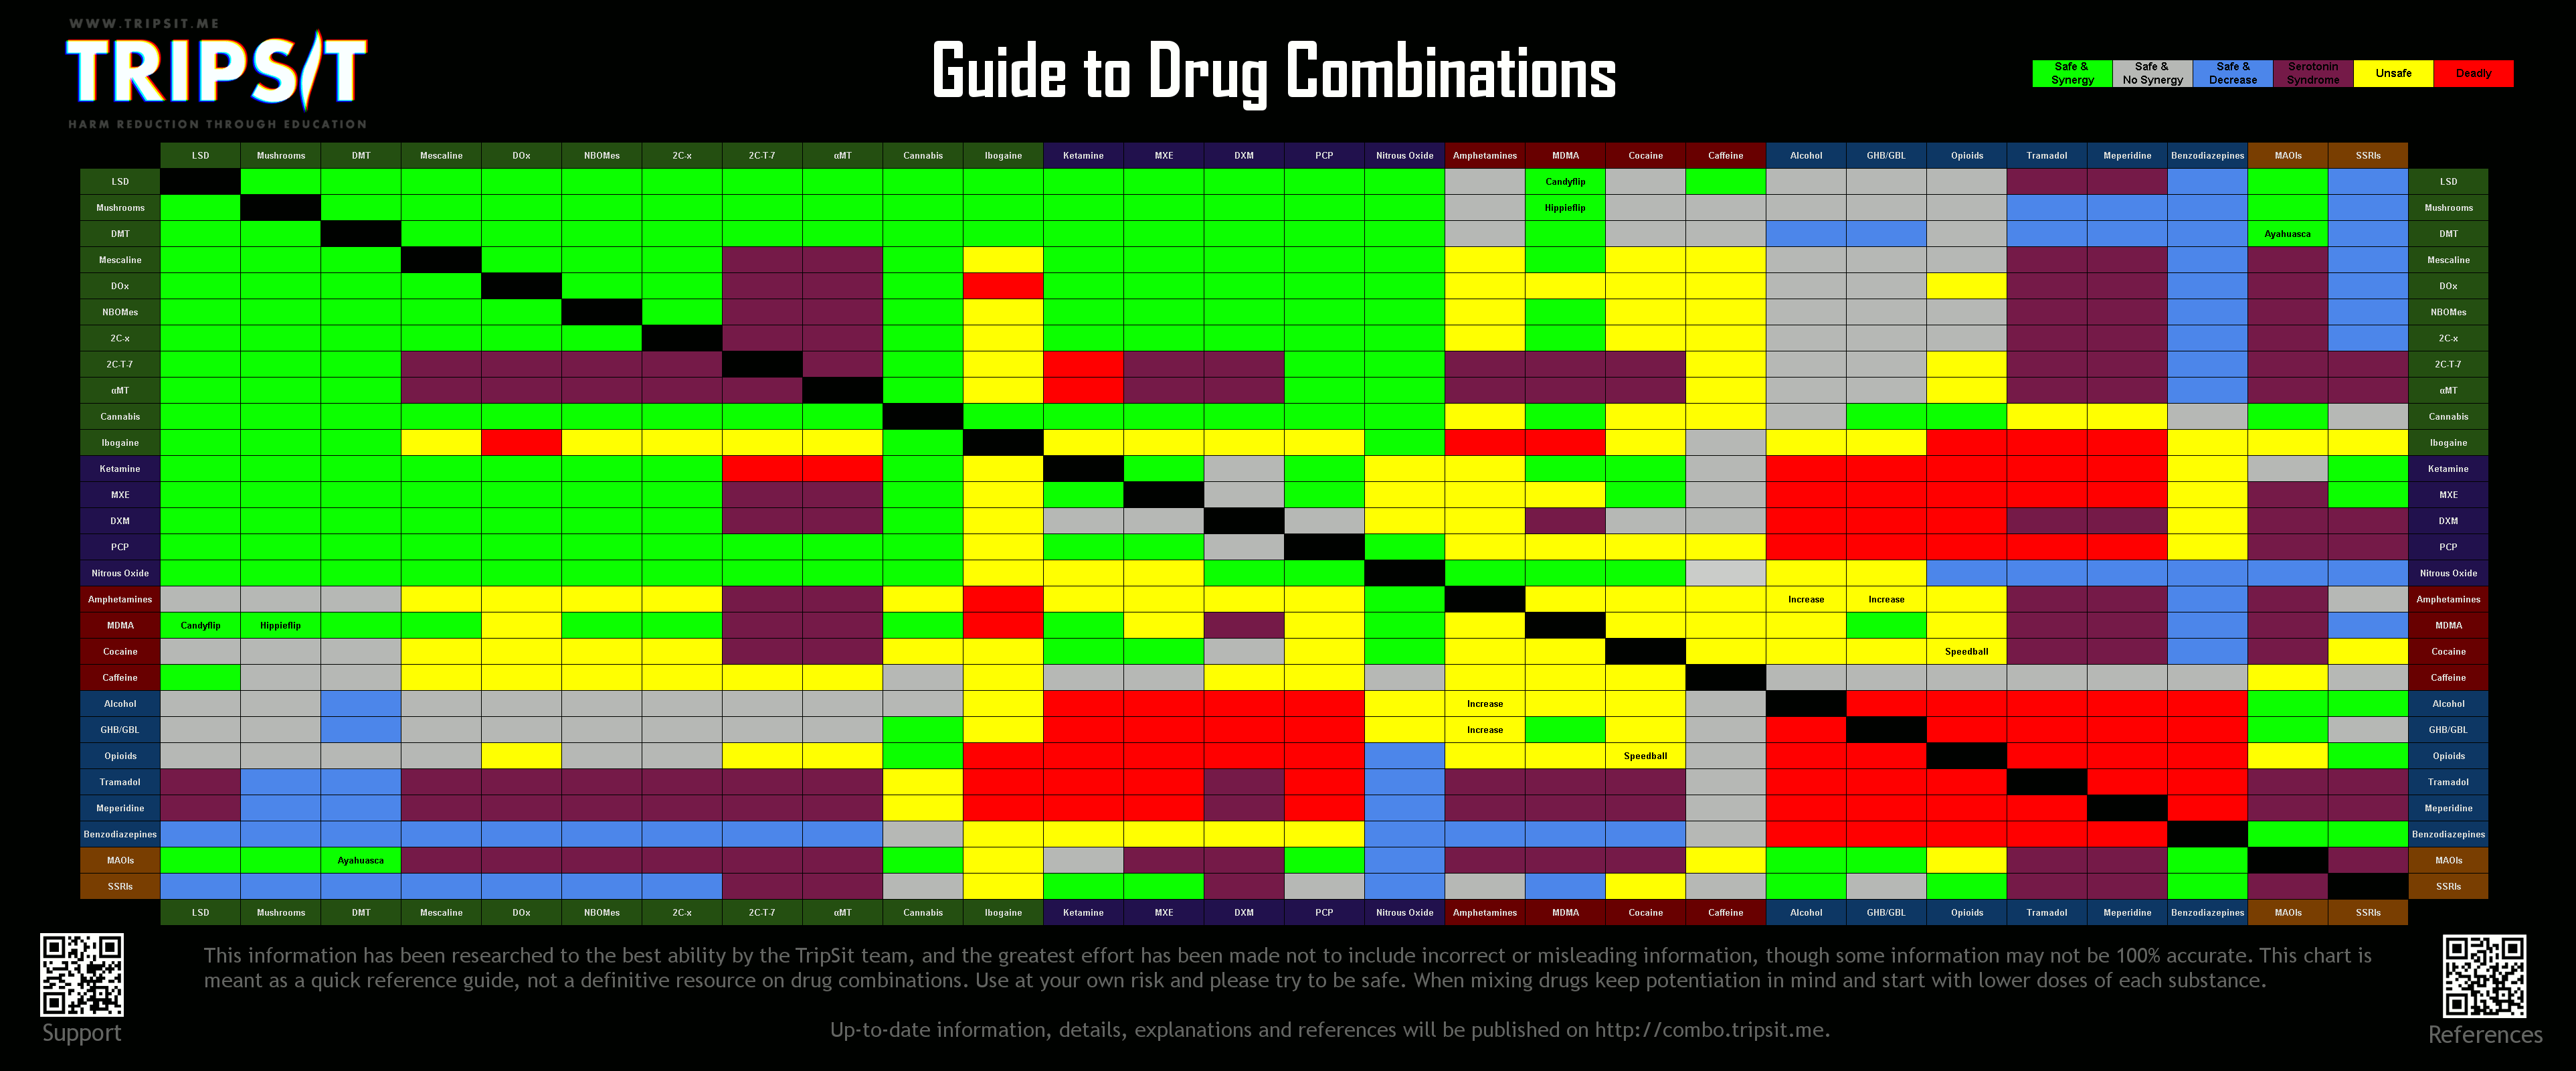 WWW.TRIPSIT.ME
TRIPSIT
HARM REDUCTION THROUGH EDUCATION
Guide to Drug Combinations
Safe & Synergy
Safe & No Synergy
Safe & Decrease
Serotonin Syndrome
Unsafe
Deadly
LSD Mushrooms DMT Mescaline DOx NBOMes 2C-x 2C-T-7 αMT Cannabis Ibogaine Ketamine MXE DXM PCP Nitrous Oxide Amphetamines MDMA Cocaine Caffeine Alcohol GHB/GBL Opioids Tramadol Meperidine Benzodiazepines MAOIs SSRIs
LSD Candyflip LSD
Mushrooms Hippieflip Mushrooms
DMT Ayahuasca DMT
Mescaline Mescaline
DOx DOx
NBOMes NBOMes
2C-x 2C-x
2C-T-7 2C-T-7
αMT αMT
Cannabis Cannabis
Ibogaine Ibogaine
Ketamine Ketamine
MXE MXE
DXM DXM
PCP PCP
Nitrous Oxide Nitrous Oxide
Amphetamines Increase Increase Amphetamines
MDMA Candyflip Hippieflip MDMA
Cocaine Speedball Cocaine
Caffeine Caffeine
Alcohol Increase Alcohol
GHB/GBL Increase GHB/GBL
Opioids Speedball Opioids
Tramadol Tramadol
Meperidine Meperidine
Benzodiazepines Benzodiazepines
MAOIs Ayahuasca MAOIs
SSRIs SSRIs
LSD Mushrooms DMT Mescaline DOx NBOMes 2C-x 2C-T-7 αMT Cannabis Ibogaine Ketamine MXE DXM PCP Nitrous Oxide Amphetamines MDMA Cocaine Caffeine Alcohol GHB/GBL Opioids Tramadol Meperidine Benzodiazepines MAOIs SSRIs
This information has been researched to the best ability by the TripSit team, and the greatest effort has been made not to include incorrect or misleading information, though some information may not be 100% accurate. This chart is
meant as a quick reference guide, not a definitive resource on drug combinations. Use at your own risk and please try to be safe. When mixing drugs keep potentiation in mind and start with lower doses of each substance.
Up-to-date information, details, explanations and references will be published on http://combo.tripsit.me.
Support
References